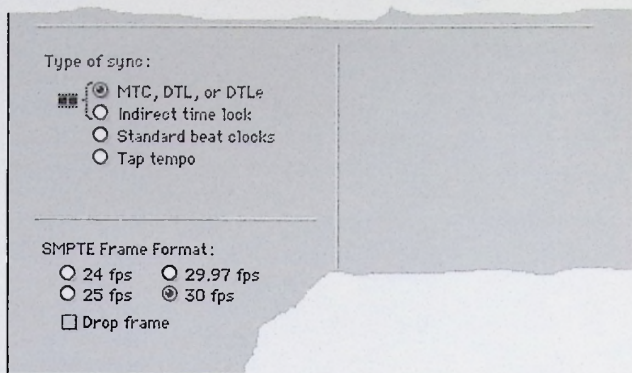 Type of sync:
MTC, DTL, or DTLe
Indirect time lock
Standard beat clocks
Tap tempo
SMPTE Frame Format:
24 fps
29.97 fps
25 fps
30 fps
Drop frame